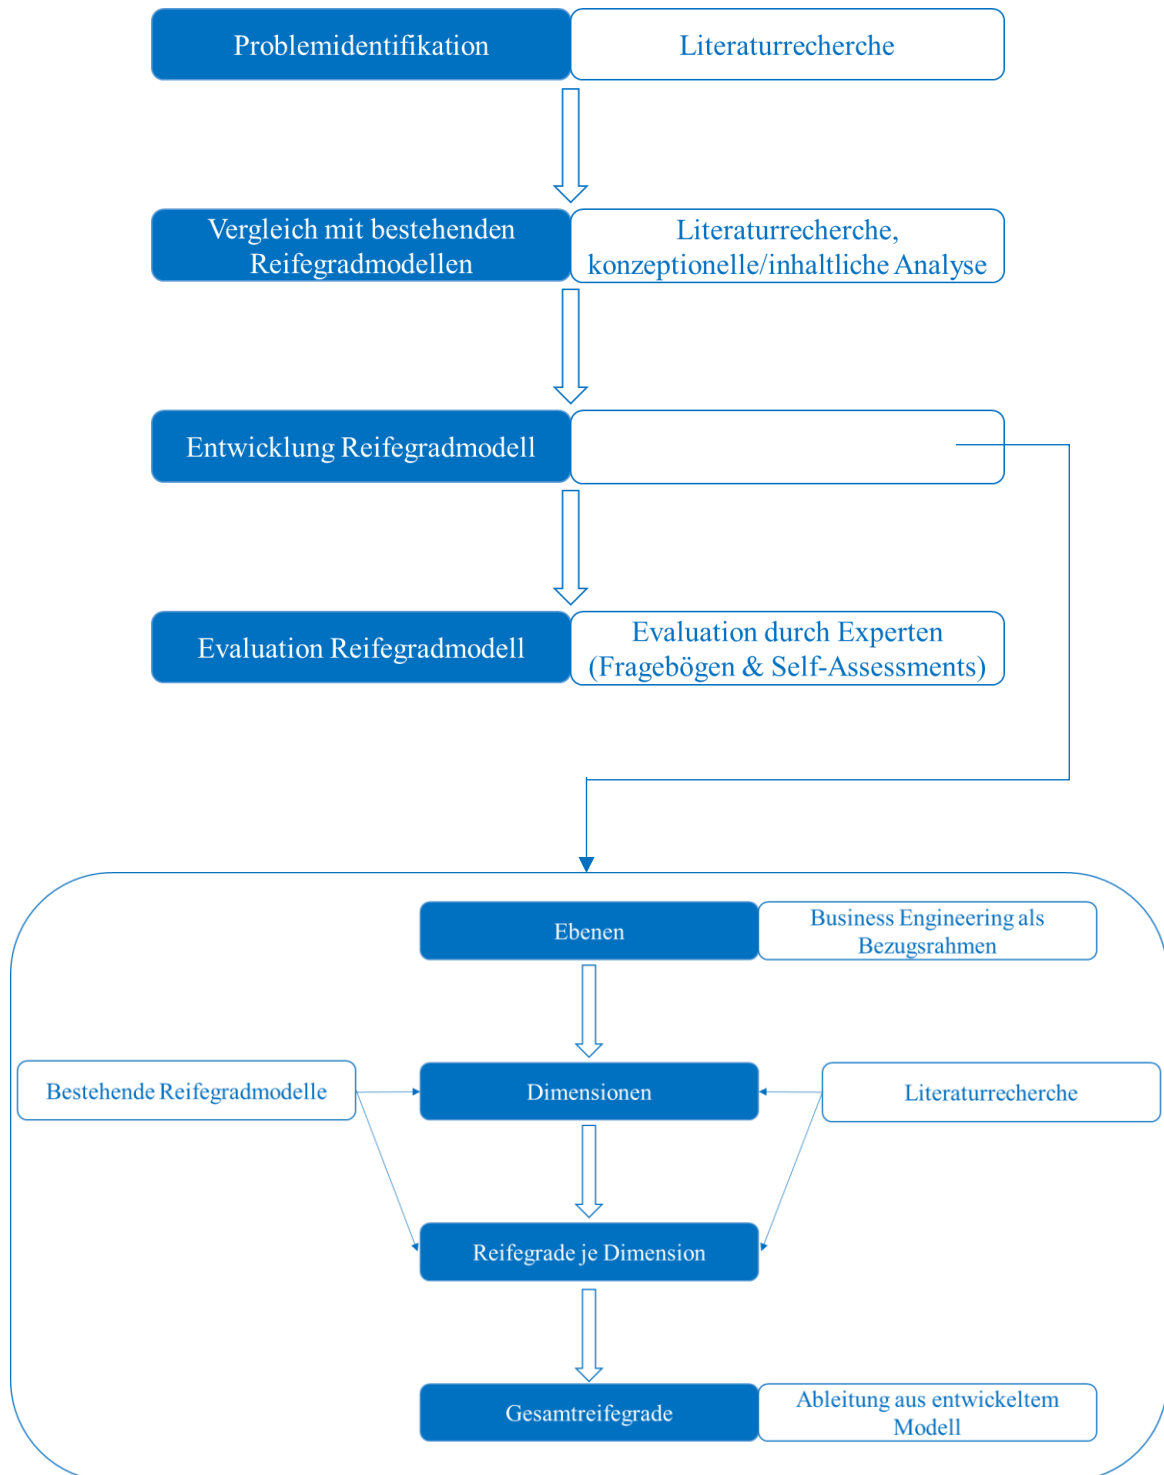 Problemidentifikation
Literaturrecherche
Vergleich mit bestehenden
Reifegradmodellen
Literaturrecherche,
konzeptionelle/inhaltliche Analyse
Entwicklung Reifegradmodell
Evaluation Reifegradmodell
Evaluation durch Experten
(Fragebögen & Self-Assessments)
Ebenen
Business Engineering als
Bezugsrahmen
Bestehende Reifegradmodelle
Dimensionen
Literaturrecherche
Reifegrade je Dimension
Gesamtreifegrade
Ableitung aus entwickeltem
Modell